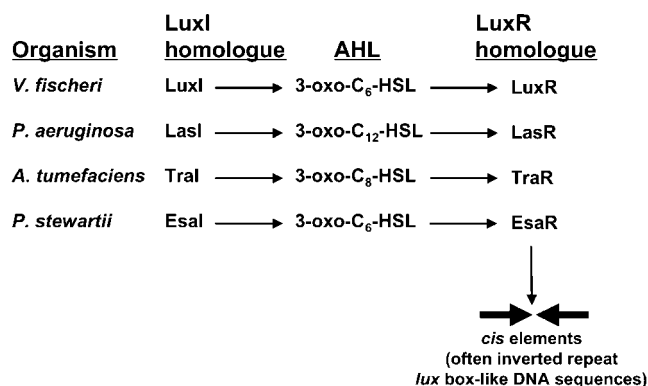 LuxI LuxR
Organism homologue AHL homologue
V. fischeri LuxI 3-oxo-C₆-HSL LuxR
P. aeruginosa LasI 3-oxo-C₁₂-HSL LasR
A. tumefaciens TraI 3-oxo-C₈-HSL TraR
P. stewartii EsaI 3-oxo-C₆-HSL EsaR
cis elements
(often inverted repeat
lux box-like DNA sequences)